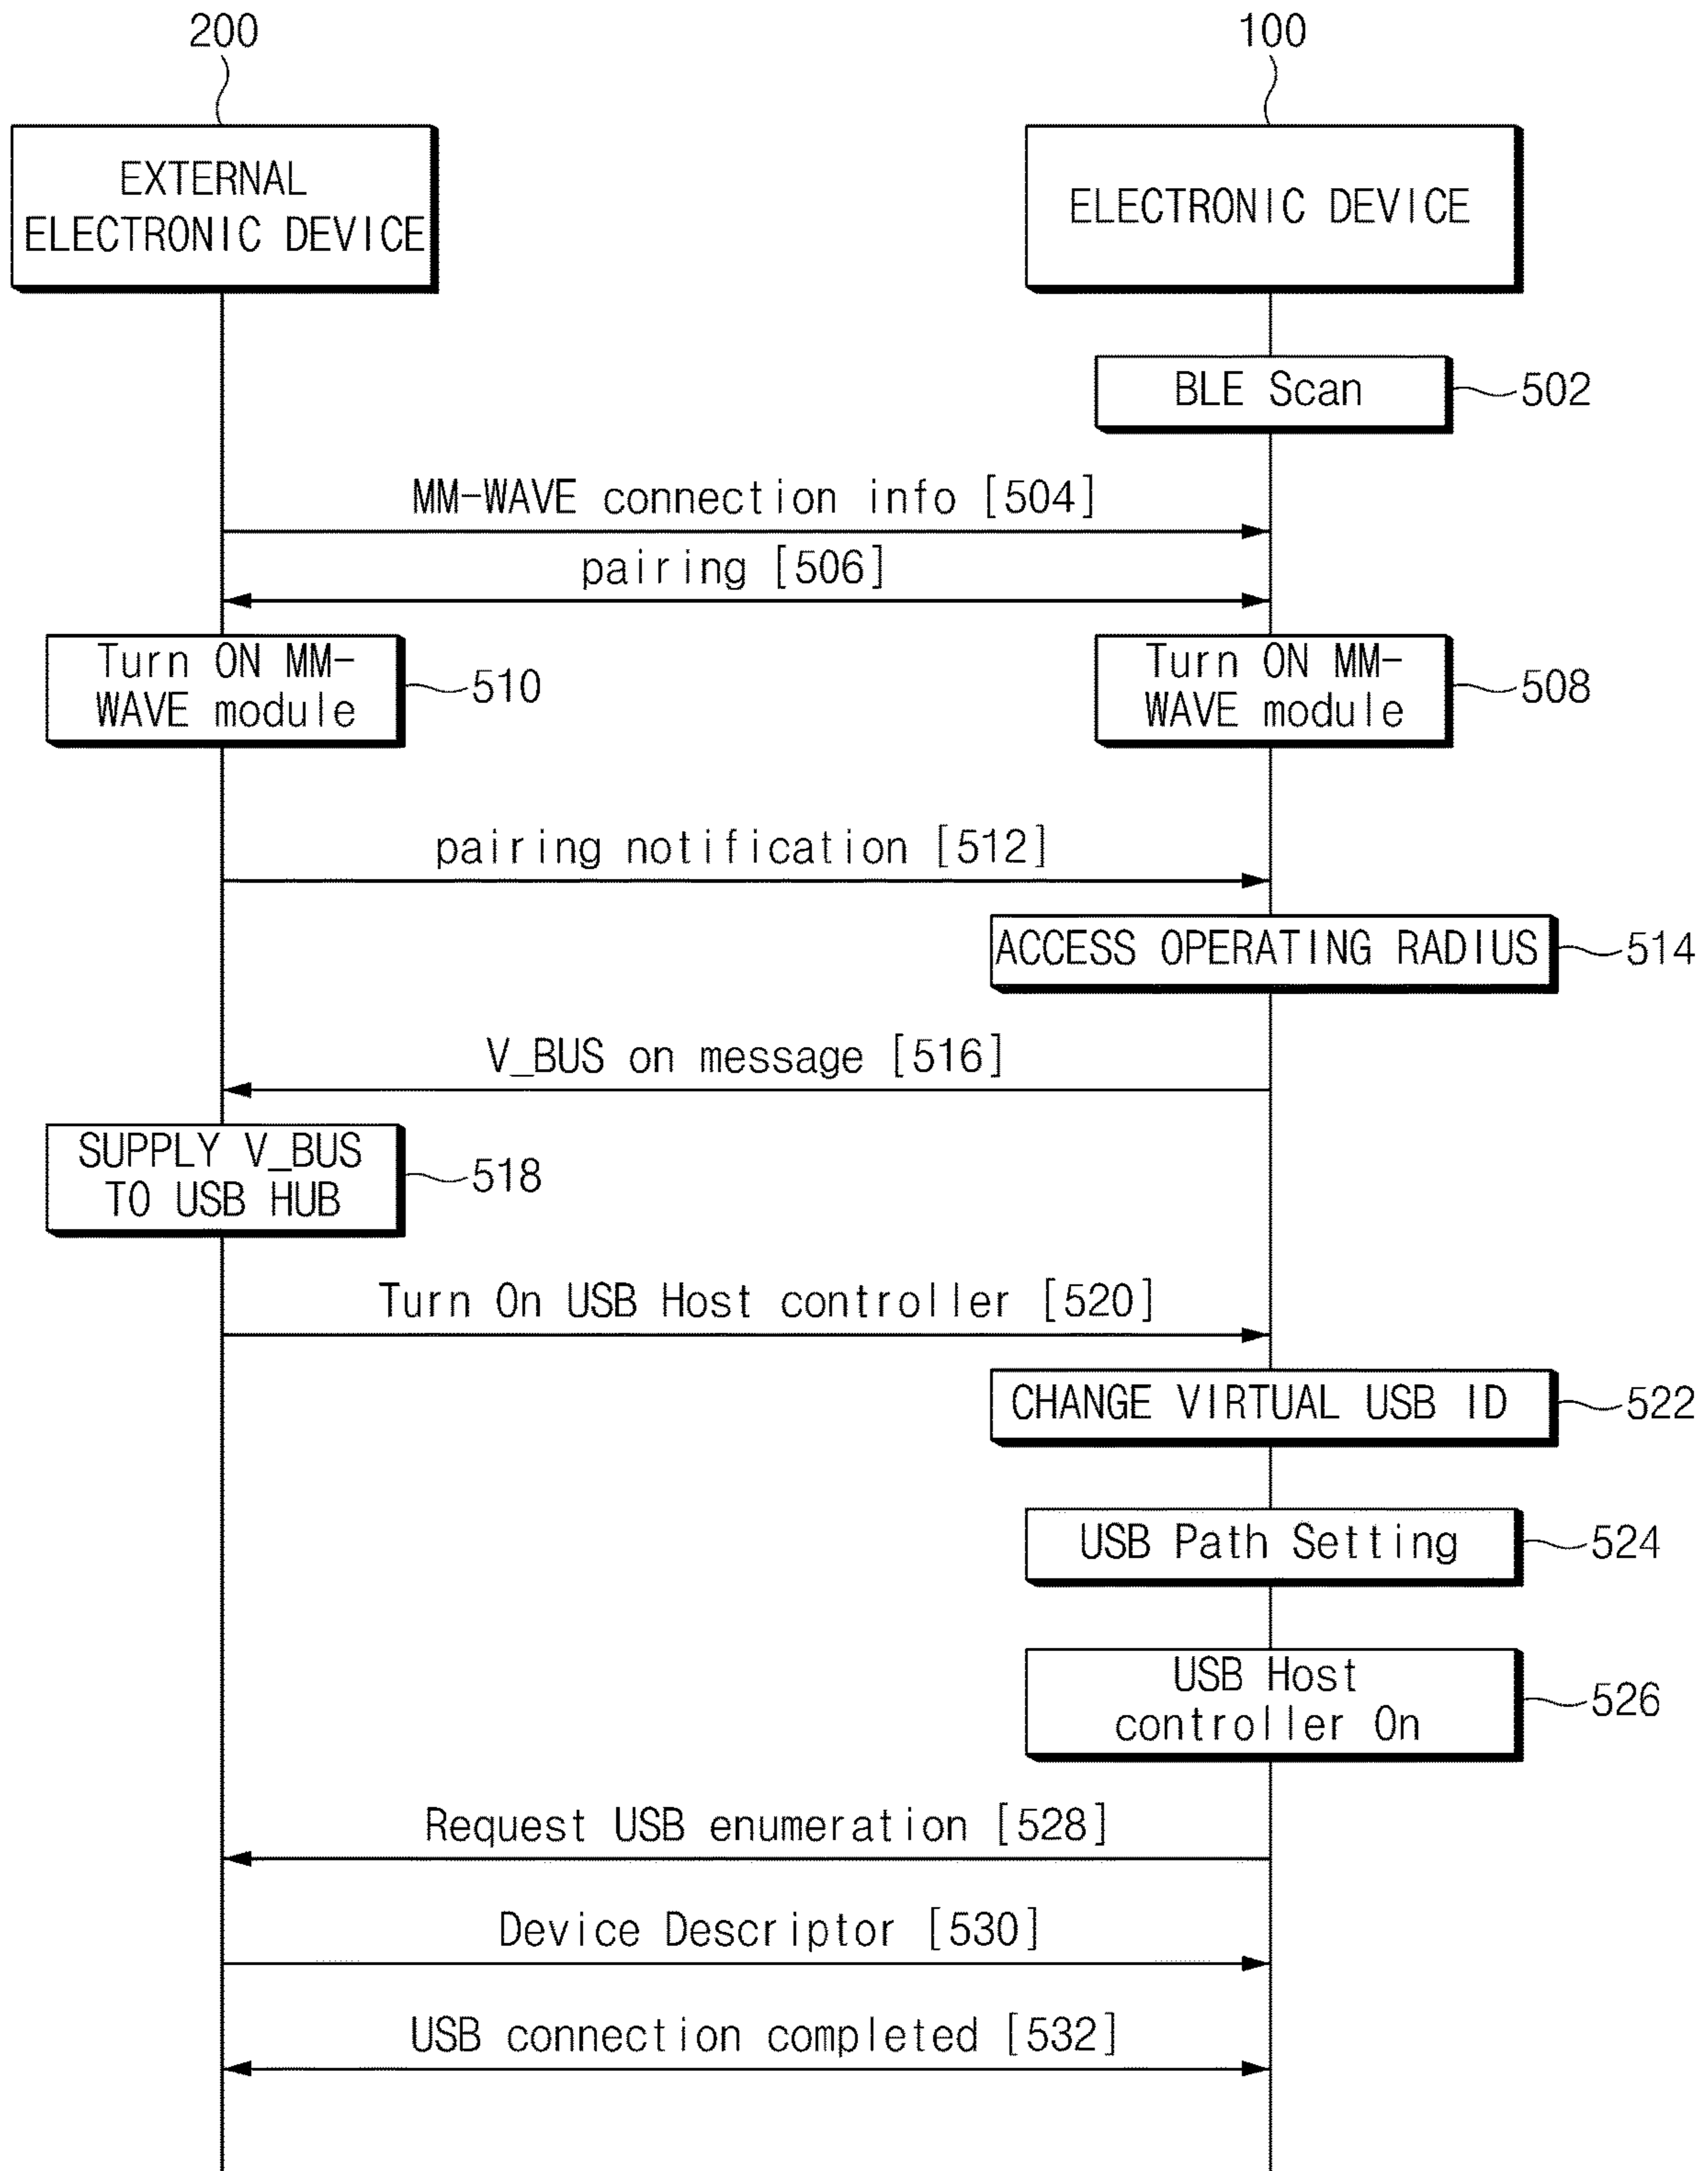 200
100
EXTERNAL
ELECTRONIC DEVICE
ELECTRONIC DEVICE
BLE Scan
502
MM-WAVE connection info [504]
pairing [506]
Turn ON MM-
WAVE module
510
Turn ON MM-
WAVE module
508
pairing notification [512]
ACCESS OPERATING RADIUS
514
V_BUS on message [516]
SUPPLY V_BUS
TO USB HUB
518
Turn On USB Host controller [520]
CHANGE VIRTUAL USB ID
522
USB Path Setting
524
USB Host
controller On
526
Request USB enumeration [528]
Device Descriptor [530]
USB connection completed [532]